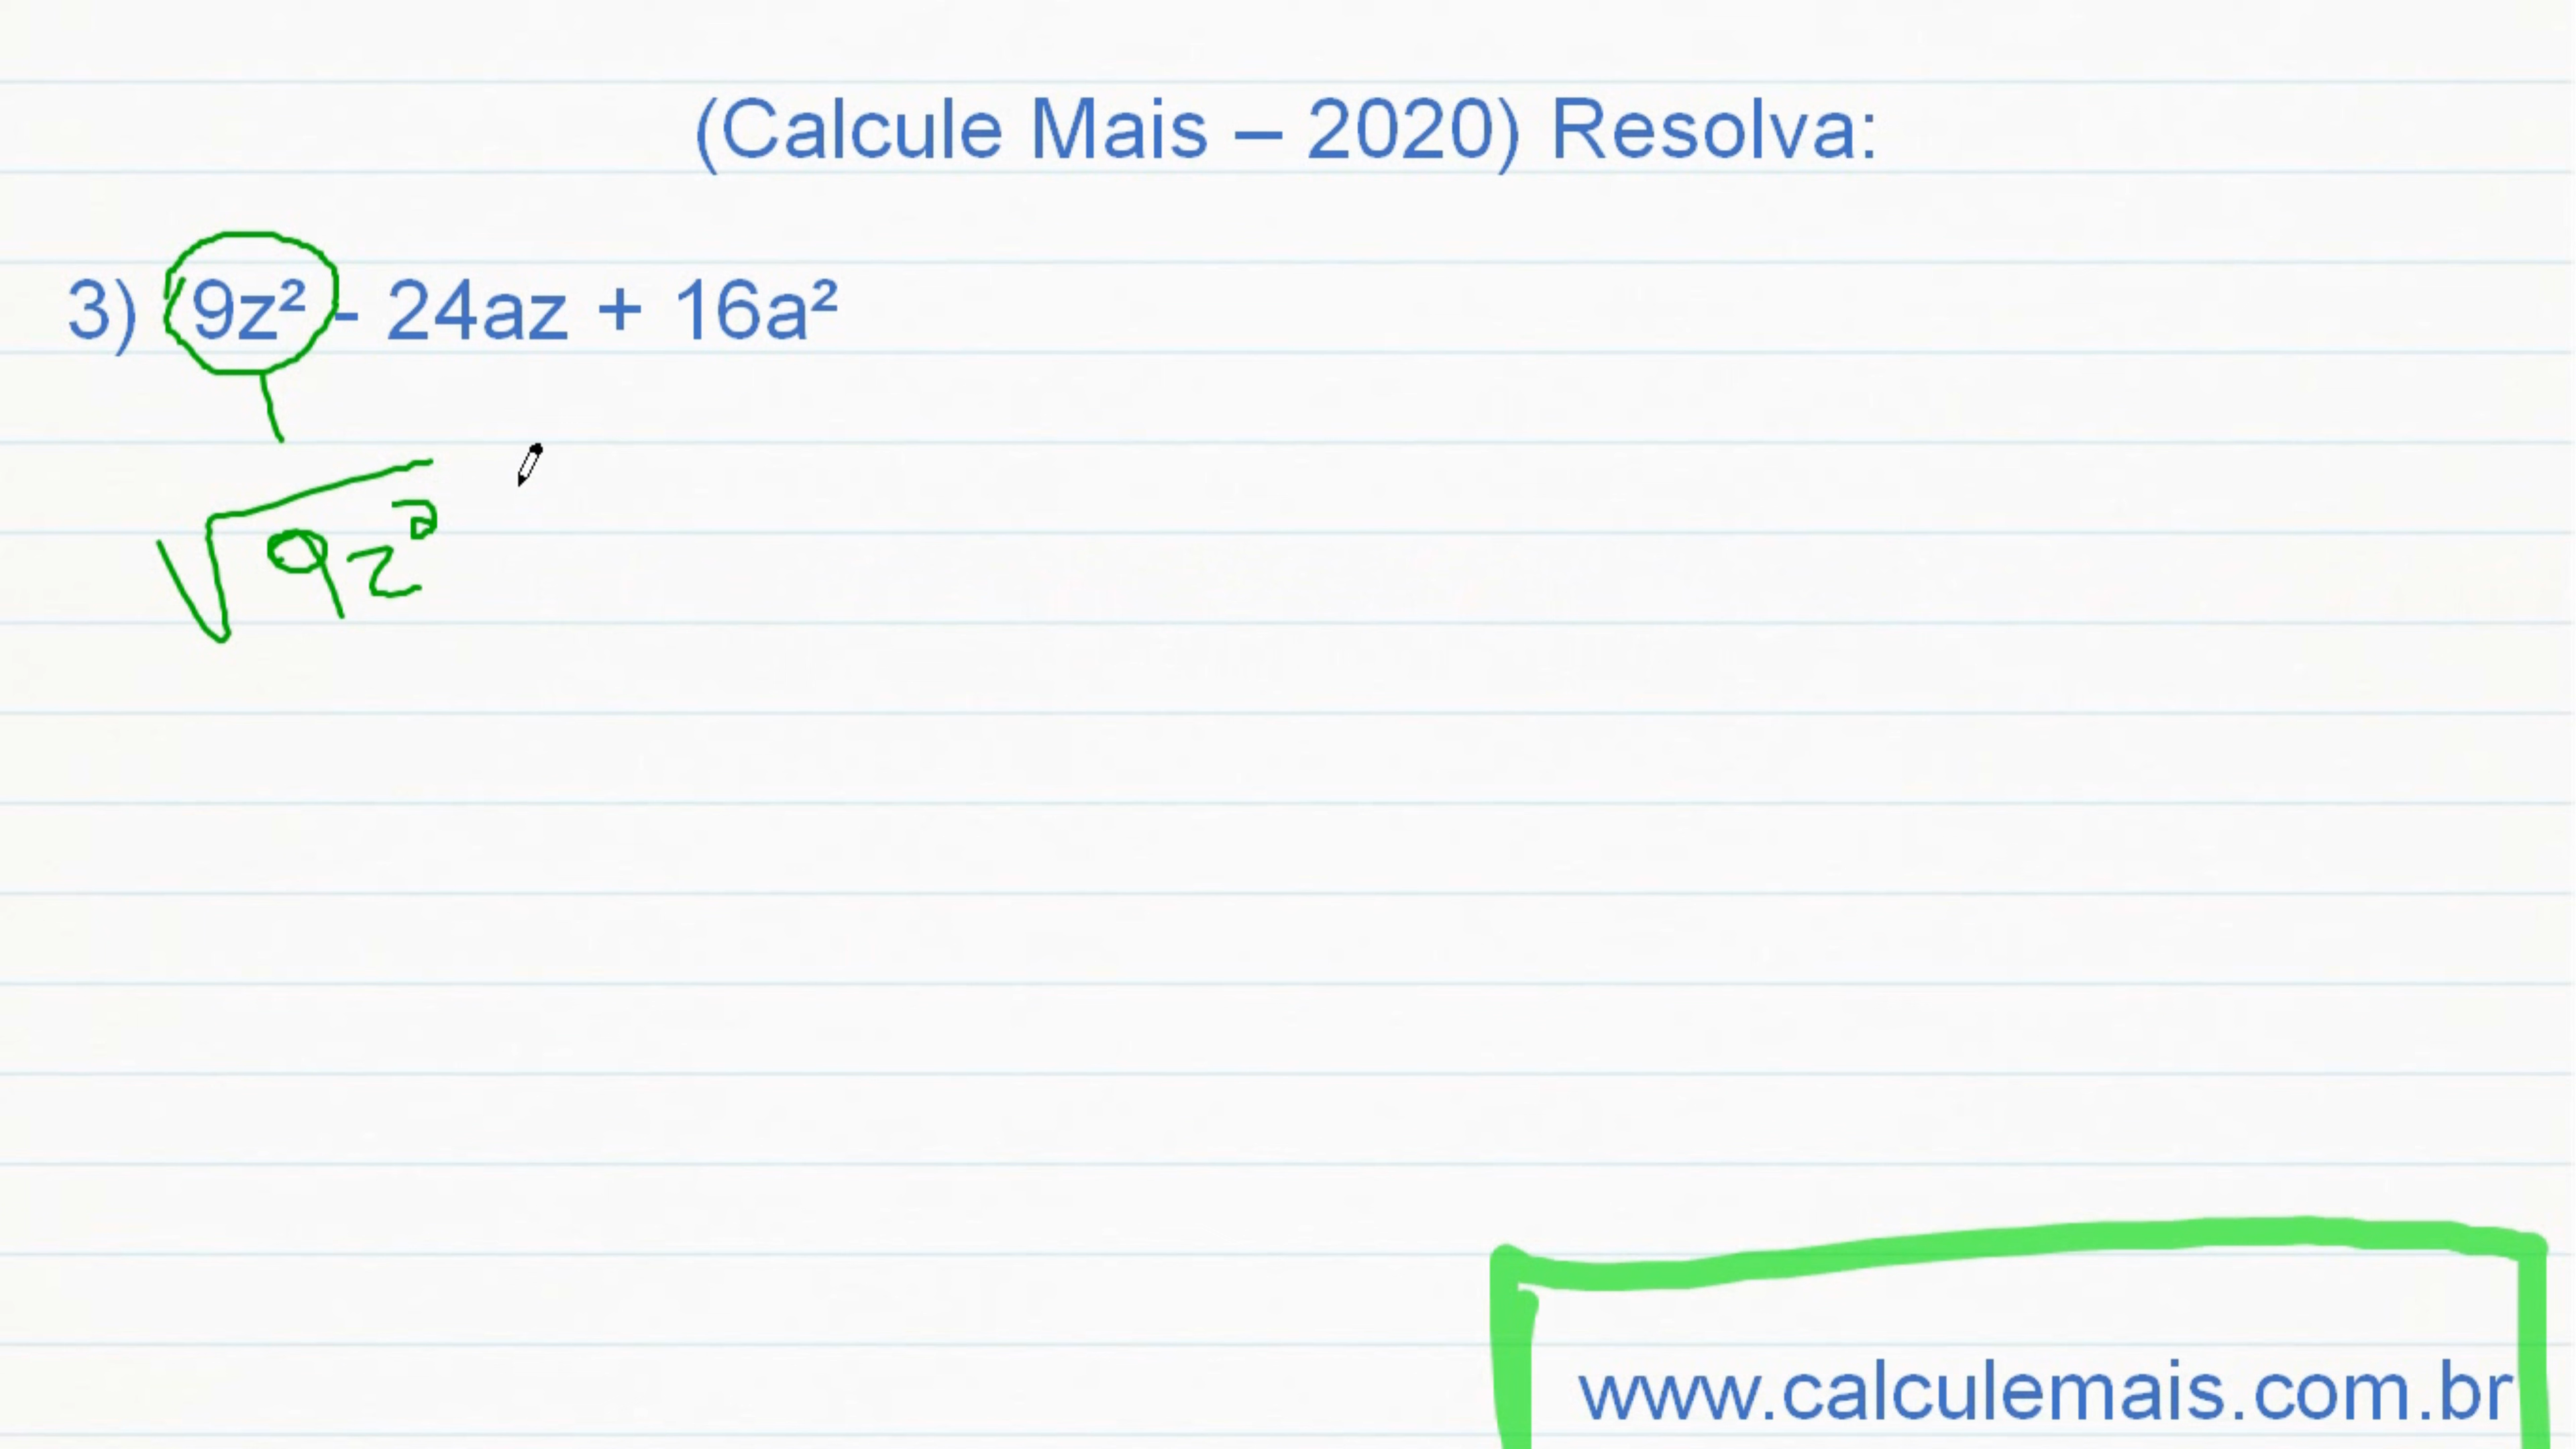 (Calcule Mais – 2020) Resolva:
3) 9z² - 24az + 16a²
√9z²
www.calculemais.com.br